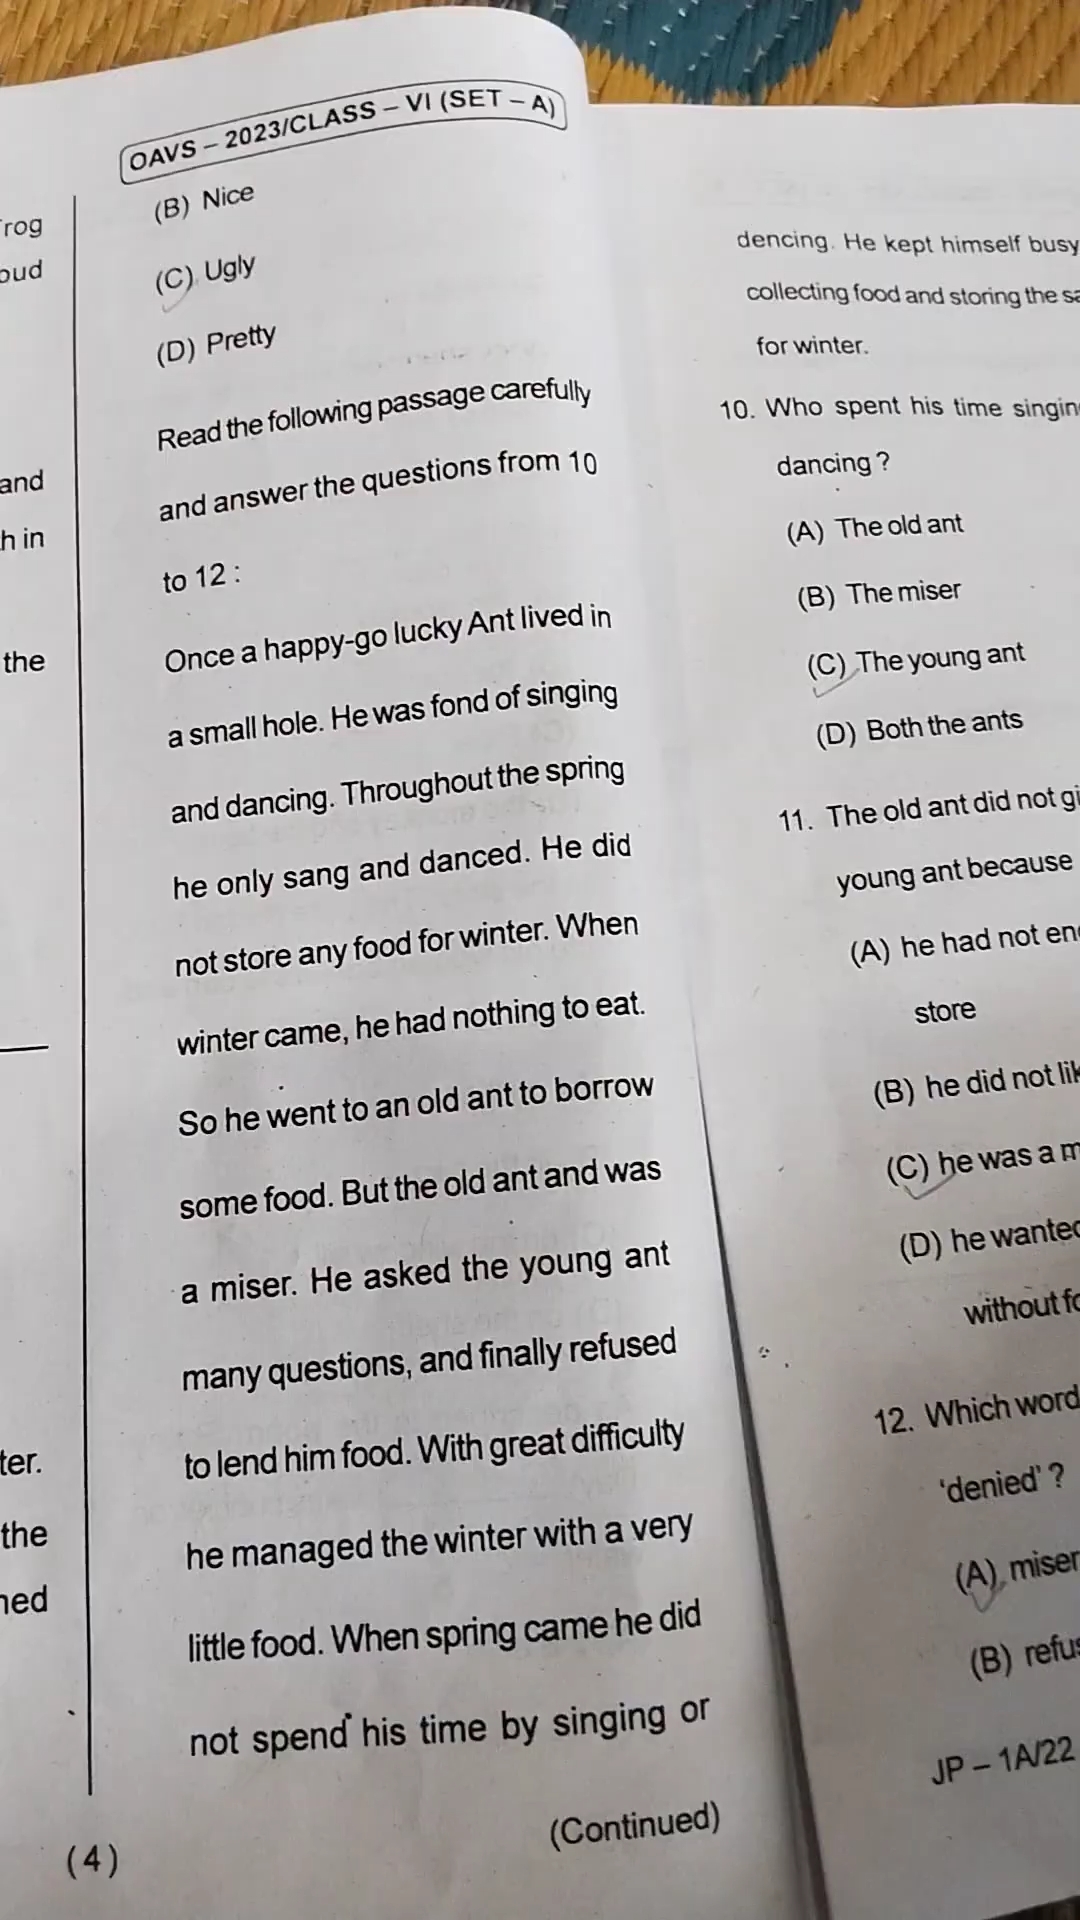 OAVS – 2023/CLASS – VI (SET – A)
rog
oud
and
h in
the
ter.
the
ned
(4)
(B) Nice
(C) Ugly
(D) Pretty
Read the following passage carefully
and answer the questions from 10
to 12 :
Once a happy-go lucky Ant lived in
a small hole. He was fond of singing
and dancing. Throughout the spring
he only sang and danced. He did
not store any food for winter. When
winter came, he had nothing to eat.
So he went to an old ant to borrow
some food. But the old ant and was
a miser. He asked the young ant
many questions, and finally refused
to lend him food. With great difficulty
he managed the winter with a very
little food. When spring came he did
not spend his time by singing or
(Continued)
dencing. He kept himself busy
collecting food and storing the sa
for winter.
10. Who spent his time singin
dancing ?
(A) The old ant
(B) The miser
(C) The young ant
(D) Both the ants
11. The old ant did not gi
young ant because
(A) he had not en
store
(B) he did not lik
(C) he was a m
(D) he wanted
without fo
12. Which word
'denied' ?
(A) miser
(B) refus
JP – 1A/22